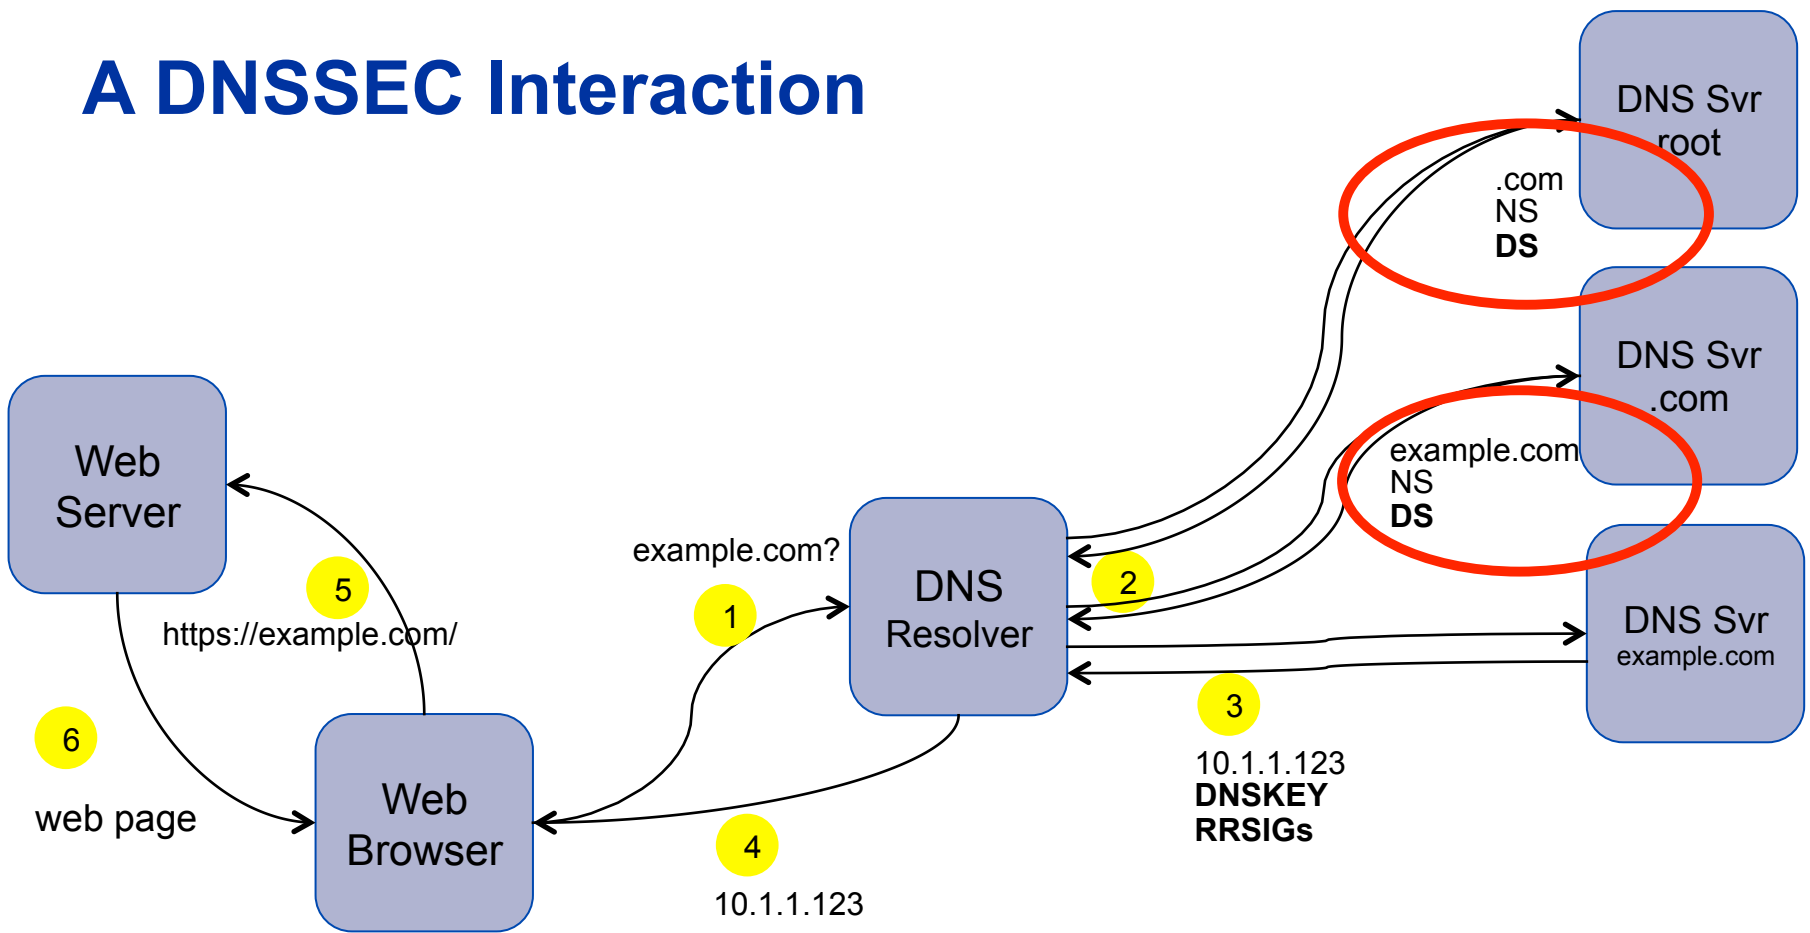 A DNSSEC Interaction
DNS Svr
root
.com
NS
DS
DNS Svr
.com
example.com
NS
DS
Web
Server
5
https://example.com/
example.com?
1
DNS
Resolver
2
DNS Svr
example.com
3
10.1.1.123
DNSKEY
RRSIGs
6
web page
Web
Browser
4
10.1.1.123